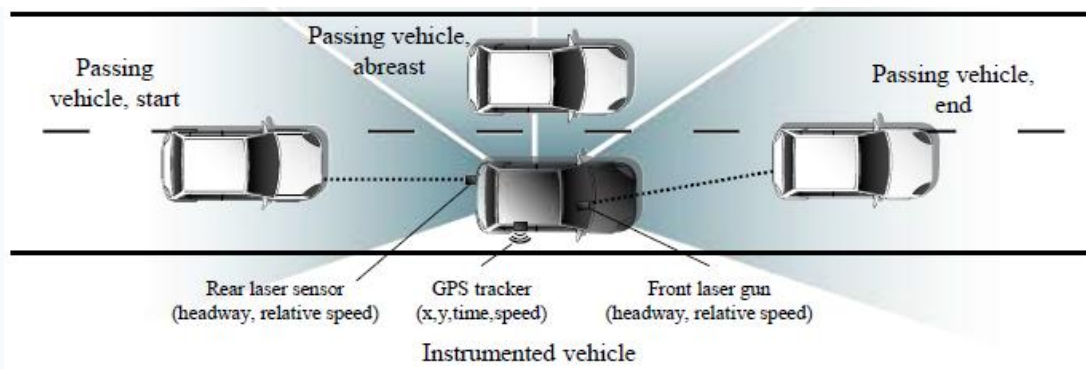 Passing
vehicle, start
Passing vehicle,
abreast
Passing vehicle,
end
Rear laser sensor
(headway, relative speed)
GPS tracker
(x,y,time,speed)
Front laser gun
(headway, relative speed)
Instrumented vehicle